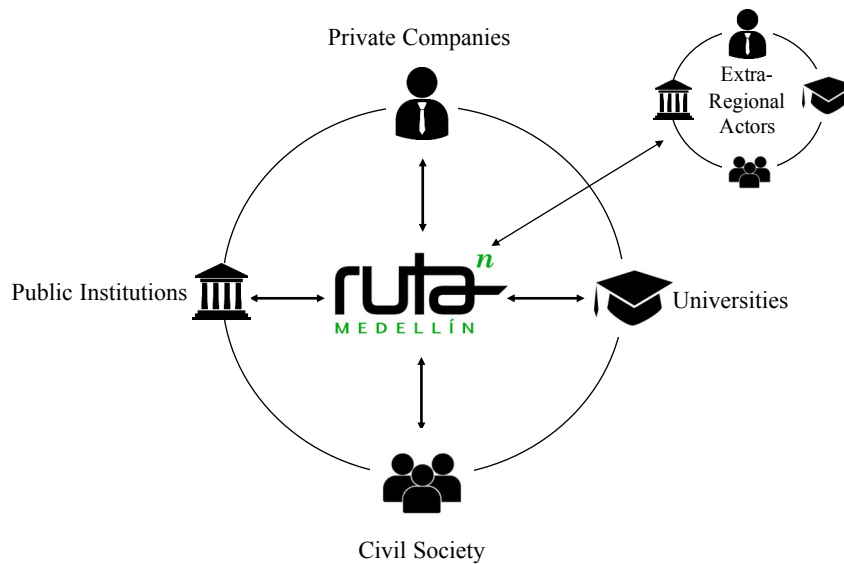 Private Companies
Extra-
Regional
Actors
ruta n
MEDELLÍN
Public Institutions
Universities
Civil Society